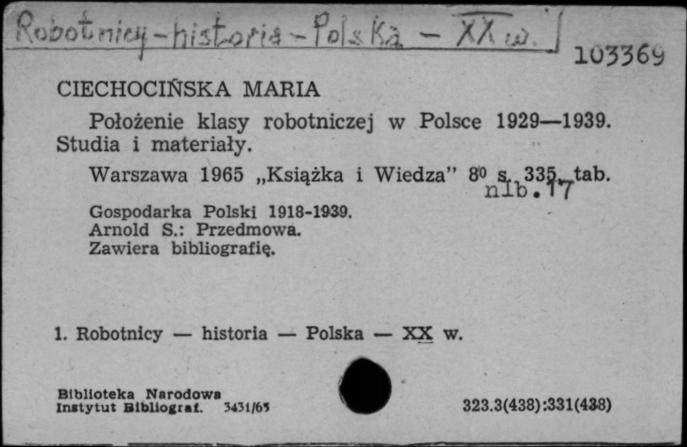 Robotnicy - historia - Polska - XX w.
103369
CIECHOCIŃSKA MARIA
Położenie klasy robotniczej w Polsce 1929—1939.
Studia i materiały.
Warszawa 1965 „Książka i Wiedza” 8⁰ s. 335, tab.
nlb. 17
Gospodarka Polski 1918-1939.
Arnold S.: Przedmowa.
Zawiera bibliografię.
1. Robotnicy — historia — Polska — XX w.
Biblioteka Narodowa
Instytut Bibliograf. 3431/65
323.3(438):331(438)